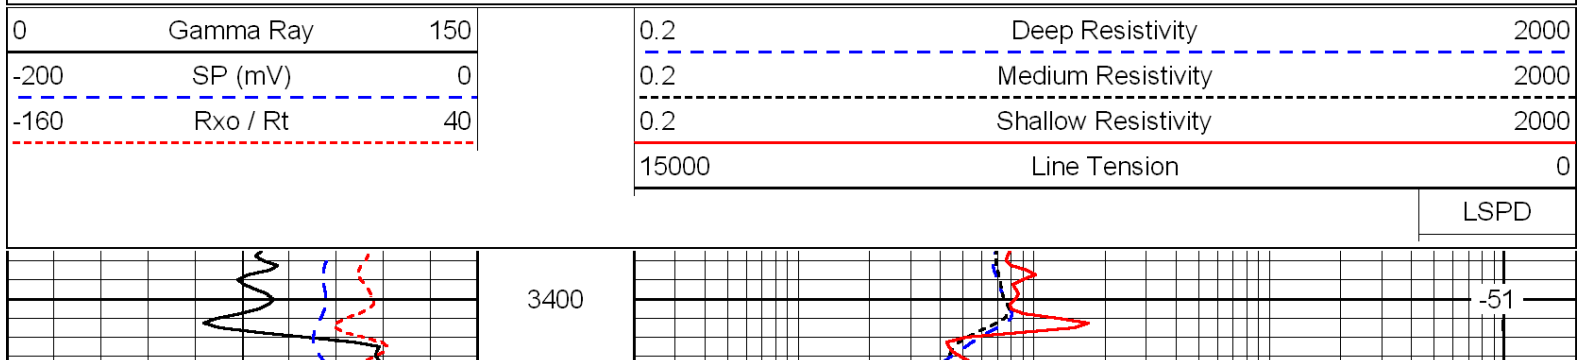 0 Gamma Ray 150
-200 SP (mV) 0
-160 Rxo / Rt 40
0.2 Deep Resistivity 2000
0.2 Medium Resistivity 2000
0.2 Shallow Resistivity 2000
15000 Line Tension 0
LSPD
3400
-51